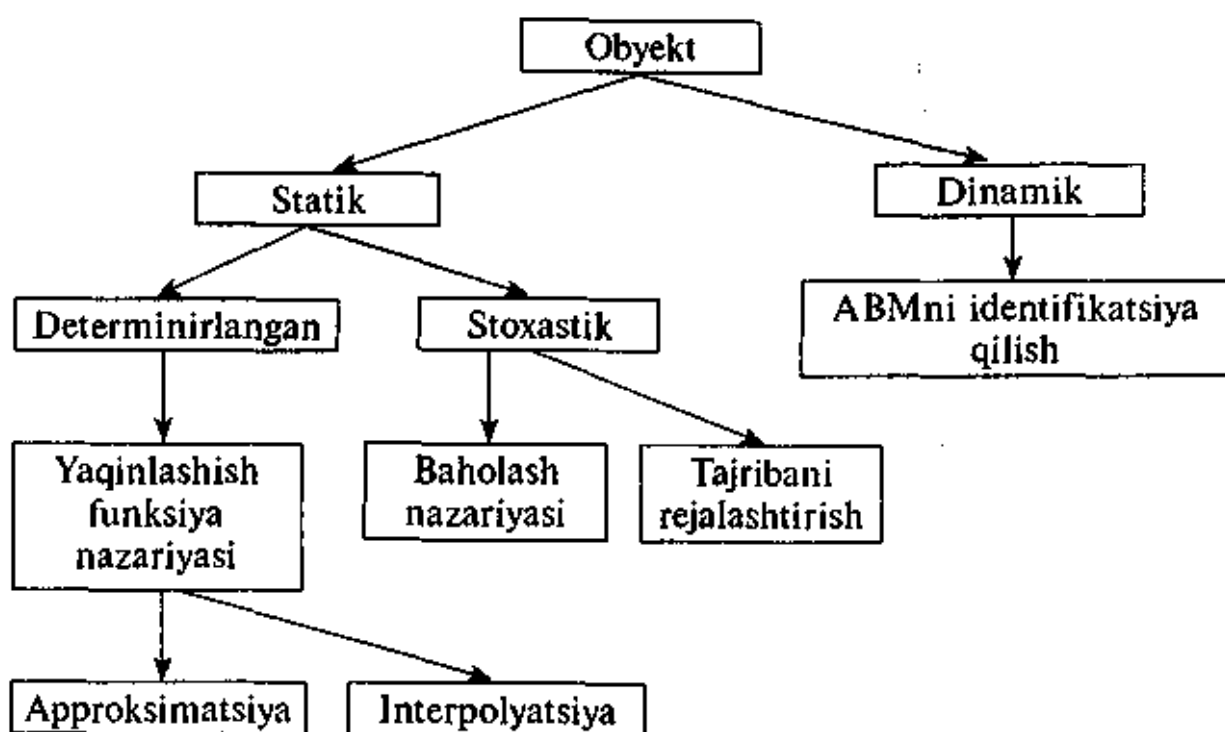 Obyekt
Statik
Dinamik
Determinirlangan
Stoxastik
ABMni identifikatsiya
qilish
Yaqinlashish
funksiya
nazariyasi
Baholash
nazariyasi
Tajribani
rejalashtirish
Approksimatsiya
Interpolyatsiya